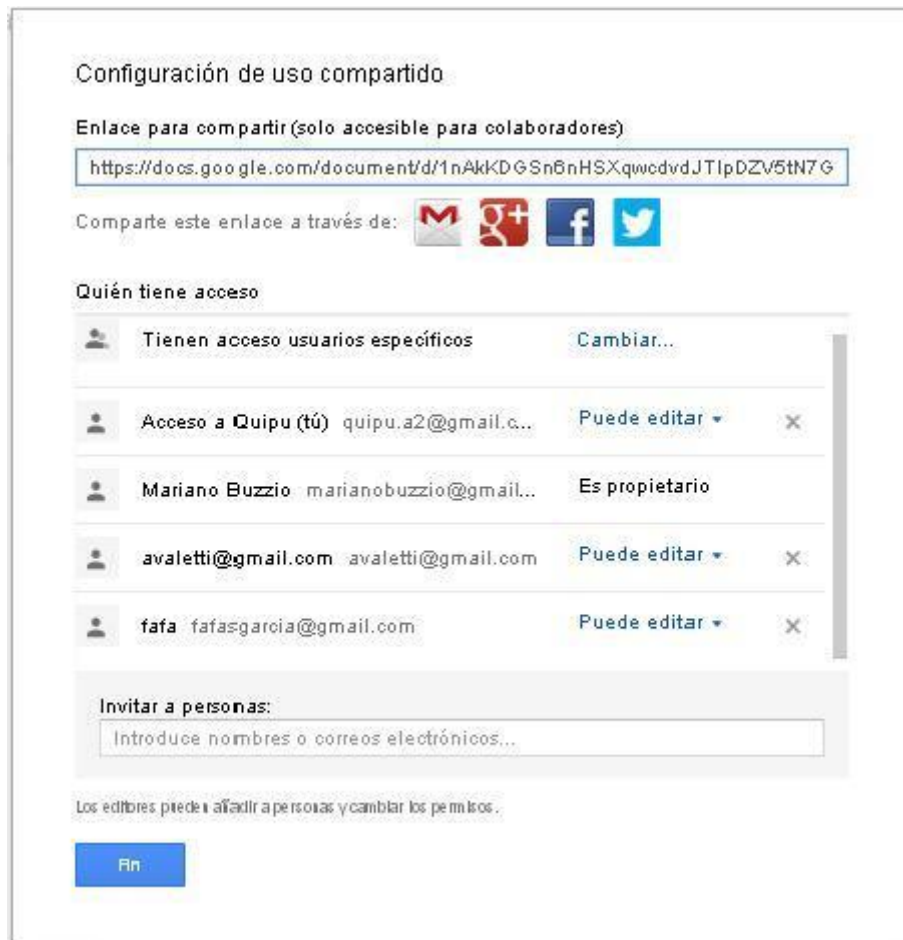 Configuración de uso compartido
Enlace para compartir (solo accesible para colaboradores)
https://docs.google.com/document/d/1nAkKDGSn6nHSXqwcdvdJTIpDZV5tN7G
Comparte este enlace a través de:
Quién tiene acceso
Tienen acceso usuarios específicos Cambiar...
Acceso a Quipu (tú) quipu.a2@gmail.c... Puede editar
Mariano Buzzio marianobuzzio@gmail... Es propietario
avaletti@gmail.com avaletti@gmail.com Puede editar
fafa fafasgarcia@gmail.com Puede editar
Invitar a personas:
Introduce nombres o correos electrónicos...
Los editores pueden añadir a personas y cambiar los permisos.
Fin